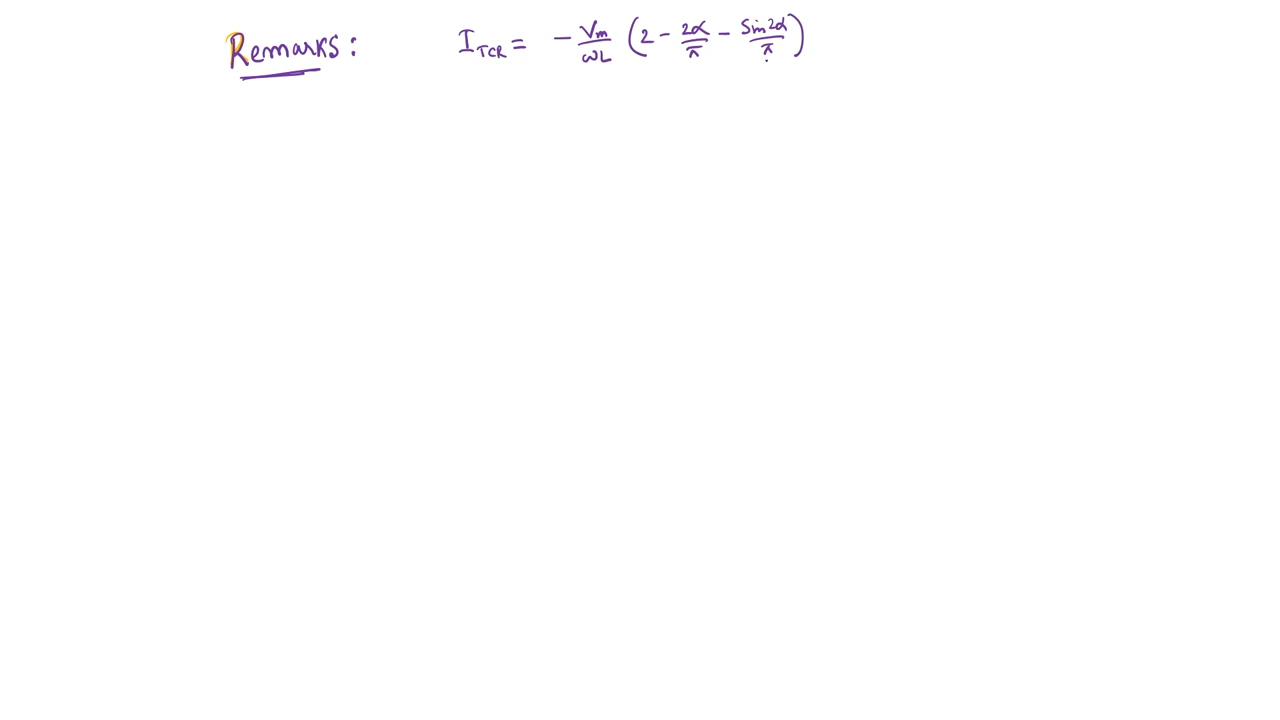 Remarks: I_TCR = - Vm/ωL (2 - 2α/π - Sin2α/π)